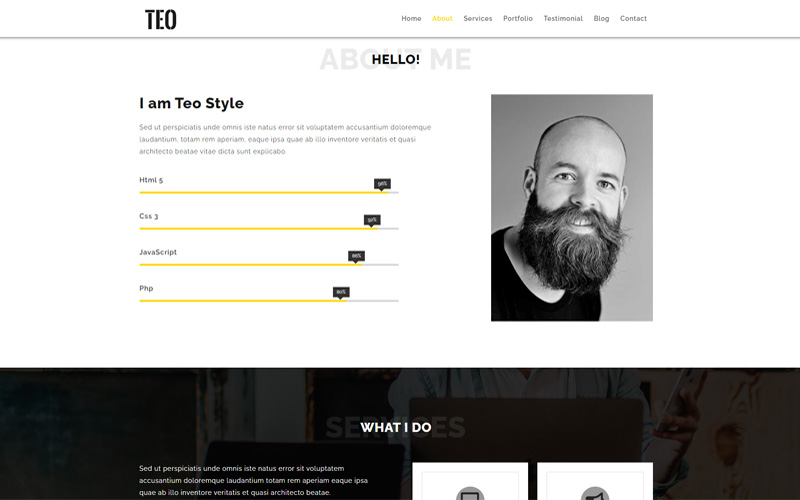 TEO
Home About Services Portfolio Testimonial Blog Contact
ABOUT ME
HELLO!
I am Teo Style
Sed ut perspiciatis unde omnis iste natus error sit voluptatem accusantium doloremque
laudantium, totam rem aperiam, eaque ipsa quae ab illo inventore veritatis et quasi
architecto beatae vitae dicta sunt explicabo
Html 5
96%
Css 3
92%
JavaScript
86%
Php
80%
SERVICES
WHAT I DO
Sed ut perspiciatis unde omnis iste natus error sit voluptatem
accusantium doloremque laudantium totam rem aperiam eaque ipsa
quae ab illo inventore veritatis et quasi architecto beatae.